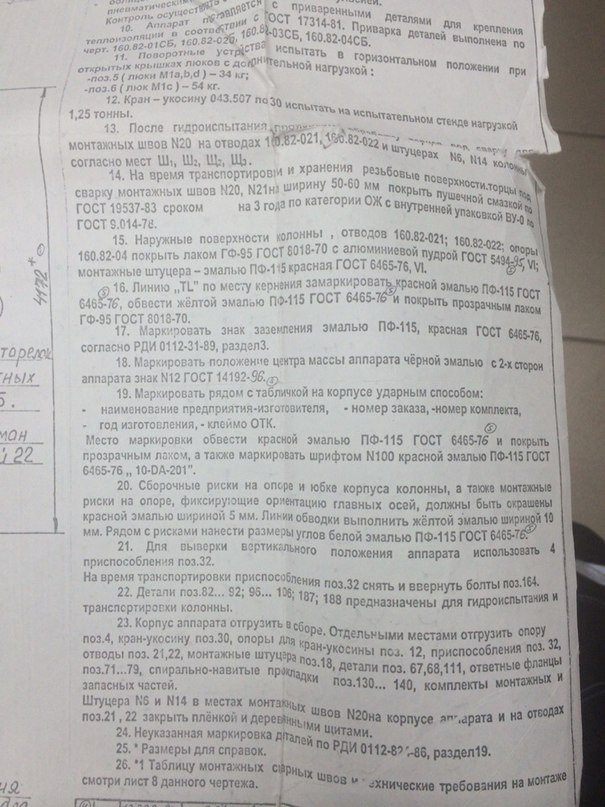 пневматическим
Контроль осуществ
10. Аппарат поставляется с приваренными деталями для крепления
теплоизоляции в соответствии с ГОСТ 17314-81. Приварка деталей выполнена по
черт. 160.82-01СБ, 160.82-02, 160.82-03СБ, 160.82-04СБ.
11. Поворотные устройства испытать в горизонтальном положении при
открытых крышках люков с дополнительной нагрузкой :
-поз.5 ( люки М1a,b,d ) – 34 кг;
-поз.6 ( люк М1с ) – 54 кг.
12. Кран – укосину 043.507 поз.30 испытать на испытательном стенде нагрузкой
1,25 тонны.
13. После гидроиспытания
монтажных швов N20 на отводах 160.82-021, 160.82-022 и штуцерах N6, N14 колонны
согласно мест Щ₁, Щ₂, Щ₂, Щ₃.
14. На время транспортировки и хранения резьбовые поверхности.торцы под
сварку монтажных швов N20, N21на ширину 50-60 мм покрыть пушечной смазкой по
ГОСТ 19537-83 сроком на 3 года по категории ОЖ с внутренней упаковкой ВУ-0 по
ГОСТ 9.014-78.
15. Наружные поверхности колонны , отводов 160.82-021; 160.82-022; опоры
160.82-04 покрыть лаком ГФ-95 ГОСТ 8018-70 с алюминиевой пудрой ГОСТ 5494-95, VI;
монтажные штуцера – эмалью ПФ-115 красная ГОСТ 6465-76, VI.
16. Линию „TL" по месту кернения замаркировать красной эмалью ПФ-115 ГОСТ
6465-76, обвести жёлтой эмалью ПФ-115 ГОСТ 6465-76 и покрыть прозрачным лаком
ГФ-95 ГОСТ 8018-70.
17. Маркировать знак заземления эмалью ПФ-115, красная ГОСТ 6465-76,
согласно РДИ 0112-31-89, раздел3.
18. Маркировать положение центра массы аппарата чёрной эмалью с 2-х сторон
аппарата знак N12 ГОСТ 14192-96.
19. Маркировать рядом с табличкой на корпусе ударным способом:
- наименование предприятия-изготовителя, - номер заказа, -номер комплекта,
- год изготовления, - клеймо ОТК.
Место маркировки обвести красной эмалью ПФ-115 ГОСТ 6465-76 и покрыть
прозрачным лаком, а также маркировать шрифтом N100 красной эмалью ПФ-115 ГОСТ
6465-76 „ 10-DA-201".
20. Сборочные риски на опоре и юбке корпуса колонны, а также монтажные
риски на опоре, фиксирующие ориентацию главных осей, должны быть окрашены
красной эмалью шириной 5 мм. Линии обводки выполнить жёлтой эмалью шириной 10
мм. Рядом с рисками нанести размеры углов белой эмалью ПФ-115 ГОСТ 6465-76.
21. Для выверки вертикального положения аппарата использовать 4
приспособления поз.32.
На время транспортировки приспособления поз.32 снять и ввернуть болты поз.164.
22. Детали поз.82... 92; 96... 106; 187; 188 предназначены для гидроиспытания и
транспортировки колонны.
23. Корпус аппарата отгрузить в сборе. Отдельными местами отгрузить опору
поз.4, кран-укосину поз.30, опоры для кран-укосины поз. 12, приспособления поз. 32,
отводы поз. 21,22, монтажные штуцера поз.18, детали поз. 67,68,111, ответные фланцы
поз.71...79, спирально-навитые прокладки поз.130... 140, комплекты монтажных и
запасных частей.
Штуцера N6 и N14 в местах монтажных швов N20на корпусе аппарата и на отводах
поз.21 , 22 закрыть плёнкой и деревянными щитами.
24. Неуказанная маркировка деталей по РДИ 0112-82-86, раздел19.
25. * Размеры для справок.
26. *1 Таблицу монтажных сварных швов и технические требования на монтаже
смотри лист 8 данного чертежа.
4172*
22